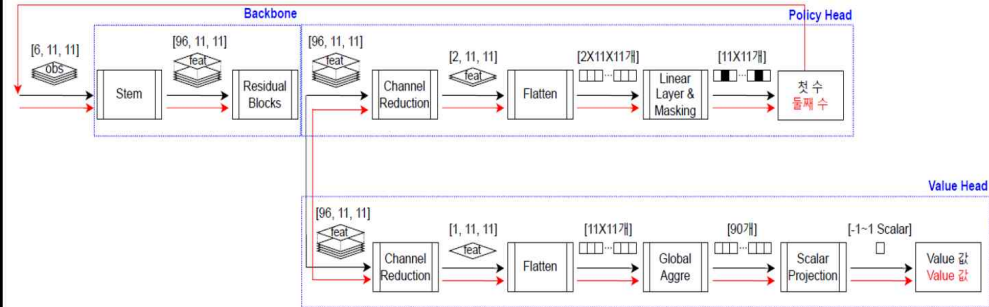 Backbone
Policy Head
[6, 11, 11]
obs
Stem
[96, 11, 11]
feat
Residual
Blocks
[96, 11, 11]
feat
Channel
Reduction
[2, 11, 11]
feat
Flatten
[2X11X11개]
Linear
Layer &
Masking
[11X11개]
첫 수
둘째 수
Value Head
[96, 11, 11]
feat
Channel
Reduction
[1, 11, 11]
feat
Flatten
[11X11개]
Global
Aggre
[90개]
Scalar
Projection
[-1~1 Scalar]
Value 값
Value 값